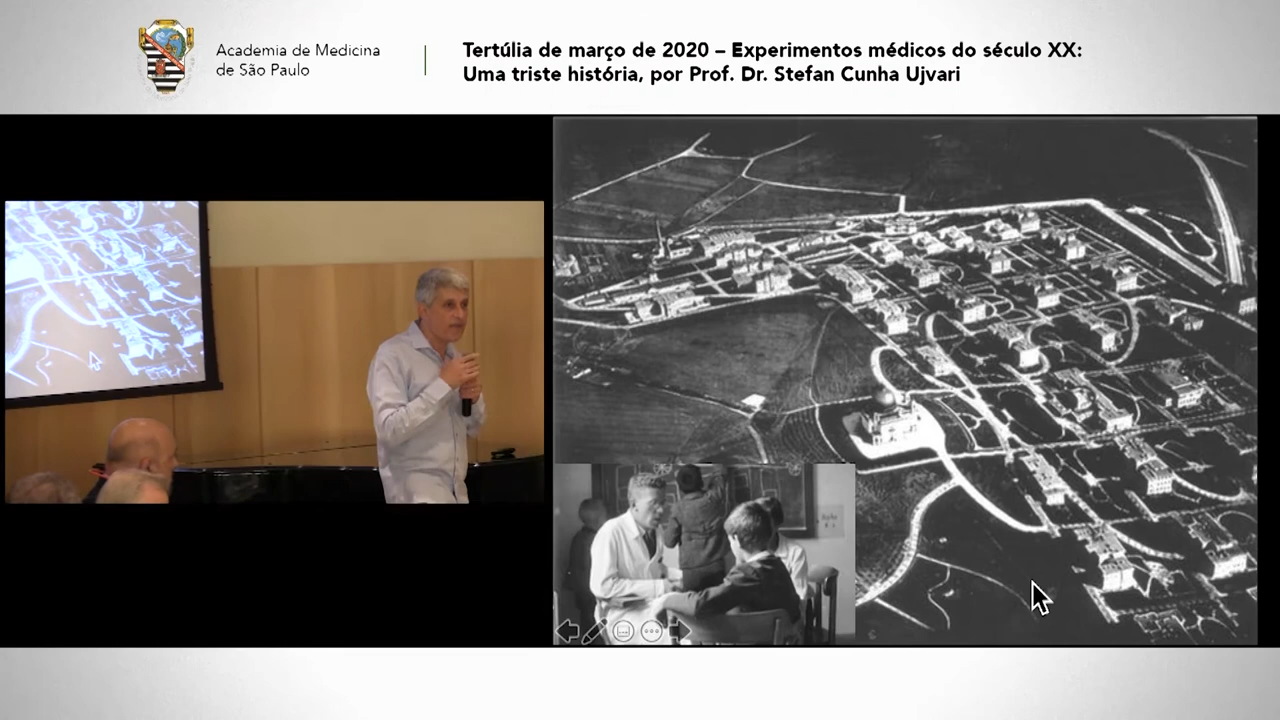 Academia de Medicina
de São Paulo
Tertúlia de março de 2020 – Experimentos médicos do século XX:
Uma triste história, por Prof. Dr. Stefan Cunha Ujvari